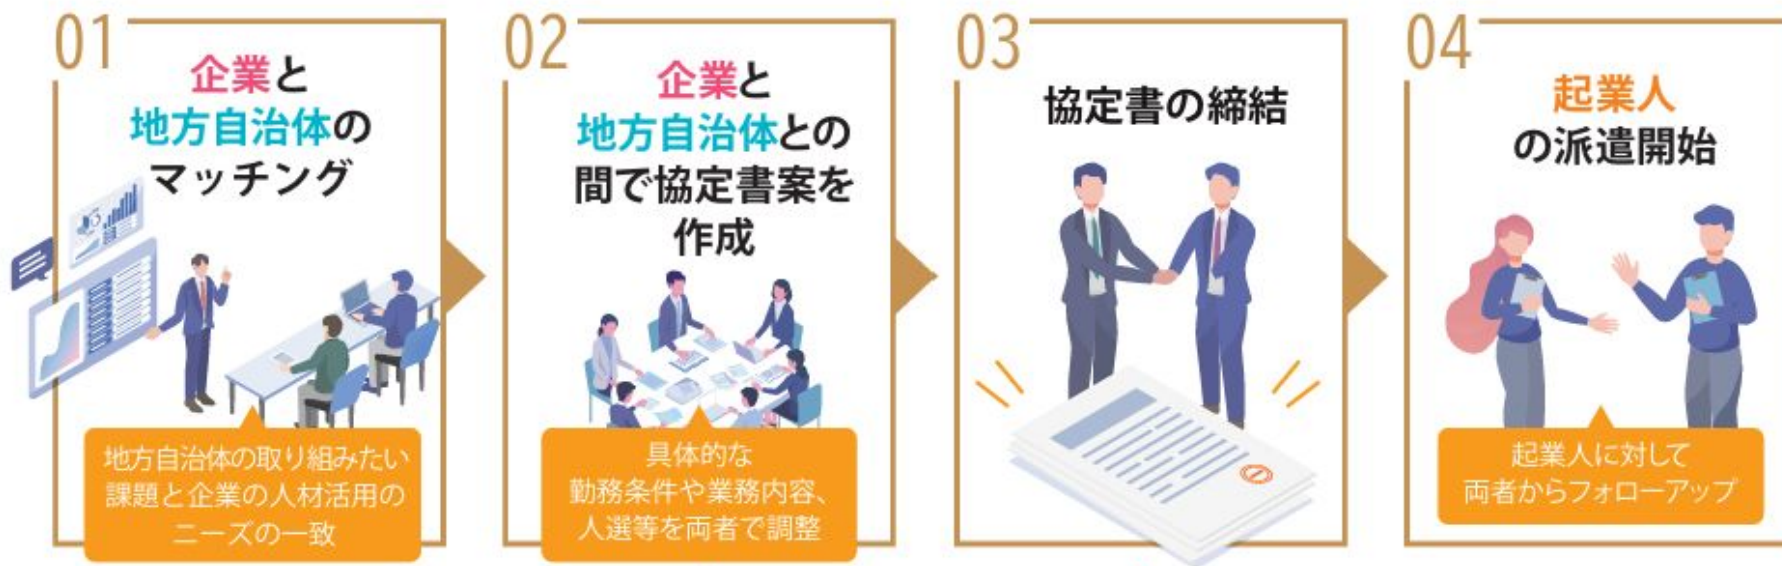 01
企業と
地方自治体の
マッチング
地方自治体の取り組みたい
課題と企業の人材活用の
ニーズの一致
02
企業と
地方自治体との
間で協定書案を
作成
具体的な
勤務条件や業務内容、
人選等を両者で調整
03
協定書の締結
04
起業人
の派遣開始
起業人に対して
両者からフォローアップ